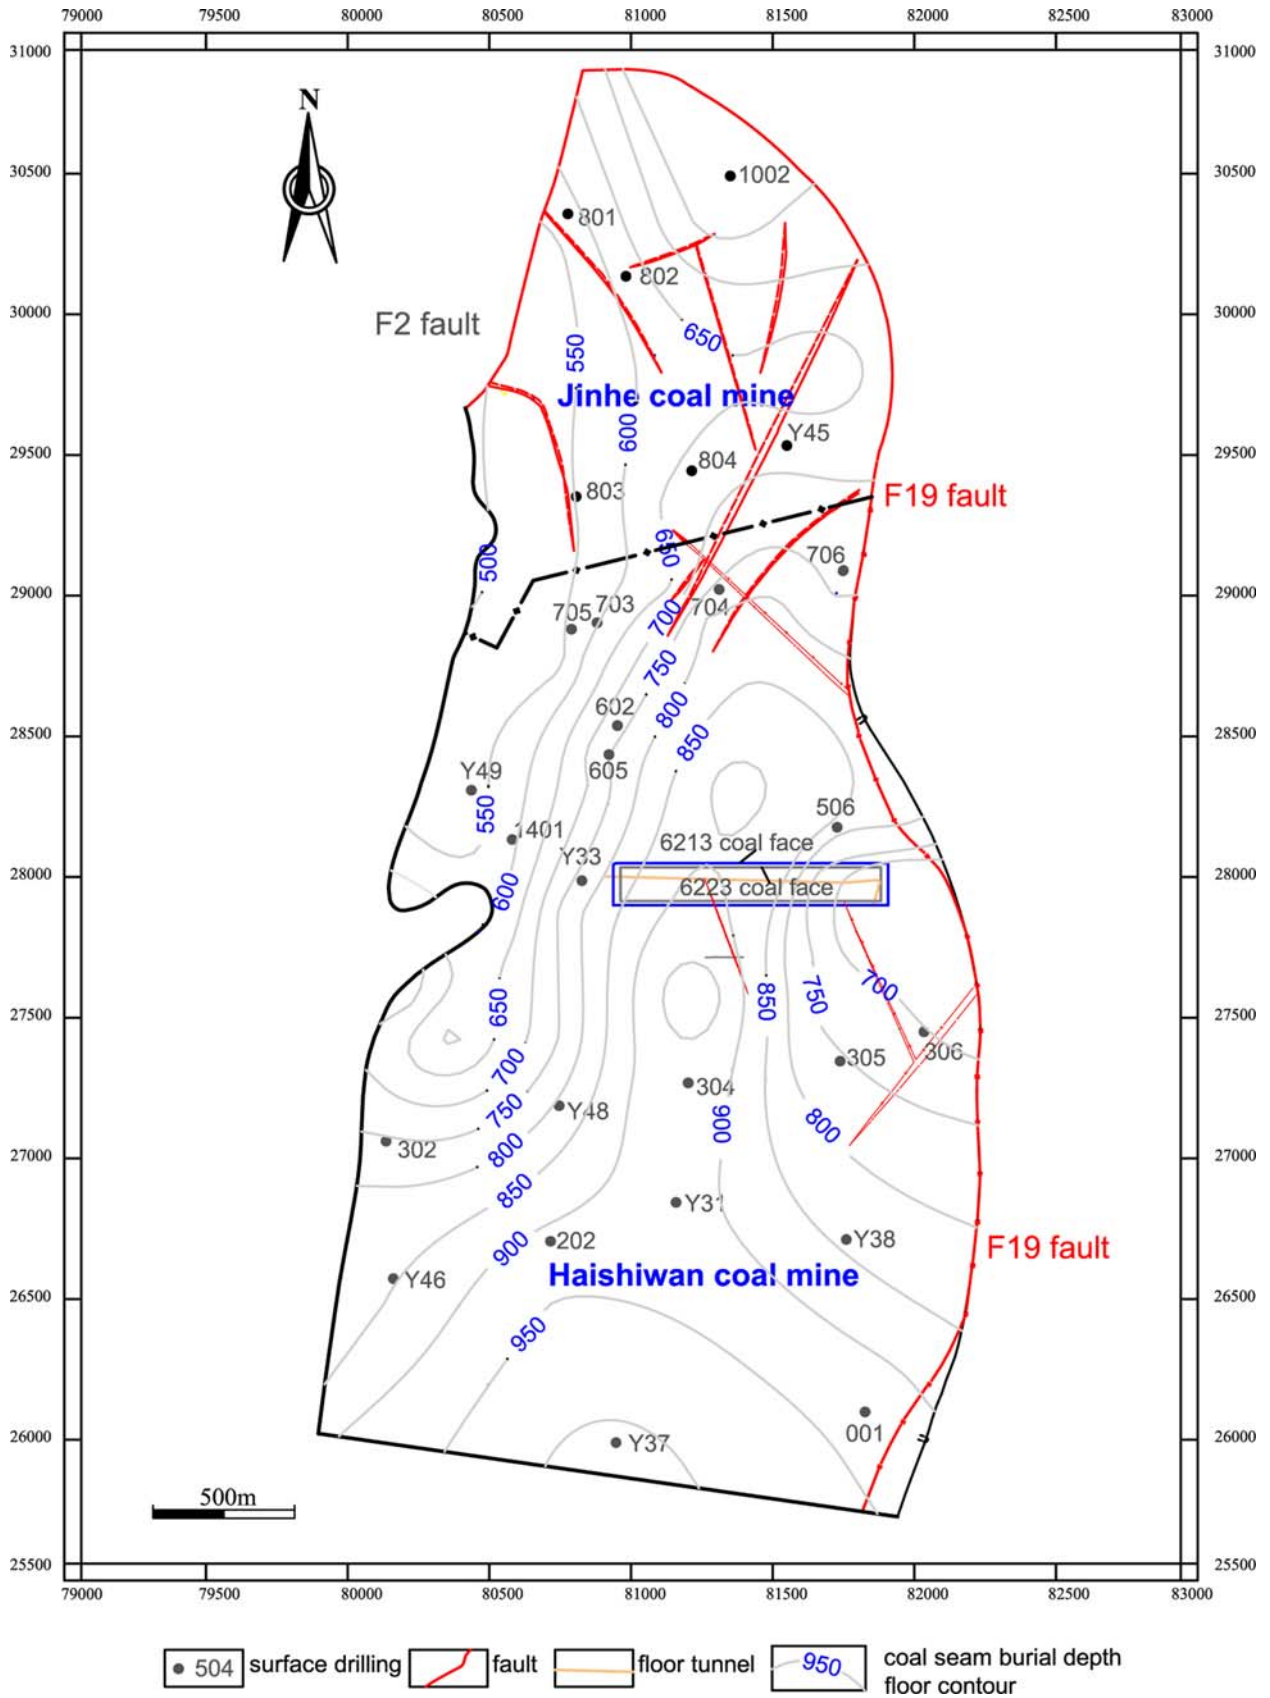 79000 79500 80000 80500 81000 81500 82000 82500 83000
31000 31000
N
1002
30500 30500
801
802
30000 30000
F2 fault
650
550
Jinhe coal mine
600
Y45
29500 29500
804
803
F19 fault
650
706
500
29000 29000
705 703 704
700
750
602
800
28500 28500
850
605
Y49
550
506
1401
6213 coal face
Y33
28000 28000
600
6223 coal face
700
850
750
650
27500 27500
305
306
700
304
750
Y48
900
800
302
800
27000 27000
850
Y31
900
202
Y38
F19 fault
Y46
Haishiwan coal mine
26500 26500
950
001
26000 26000
Y37
500m
25500 25500
79000 79500 80000 80500 81000 81500 82000 82500 83000
504 surface drilling
fault
floor tunnel
950 coal seam burial depth
floor contour